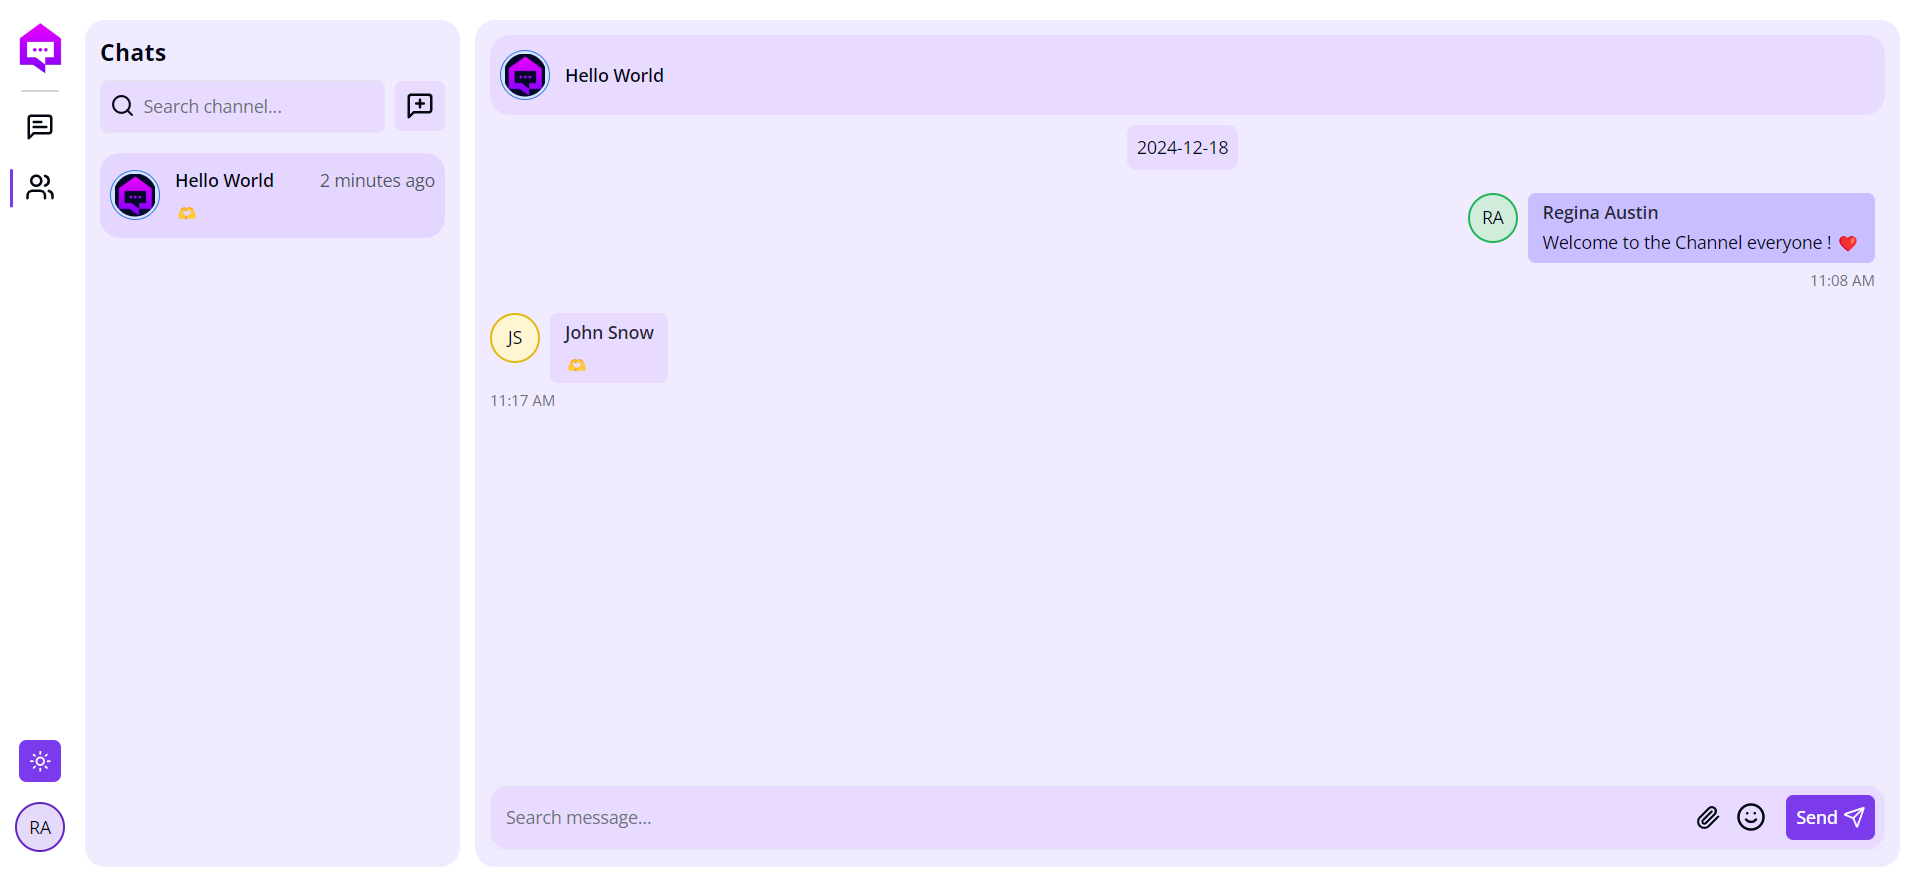 Chats
Search channel...
Hello World 2 minutes ago
🫶
Hello World
2024-12-18
RA
Regina Austin
Welcome to the Channel everyone ! ❤️
11:08 AM
JS
John Snow
🫶
11:17 AM
Search message...
Send
RA